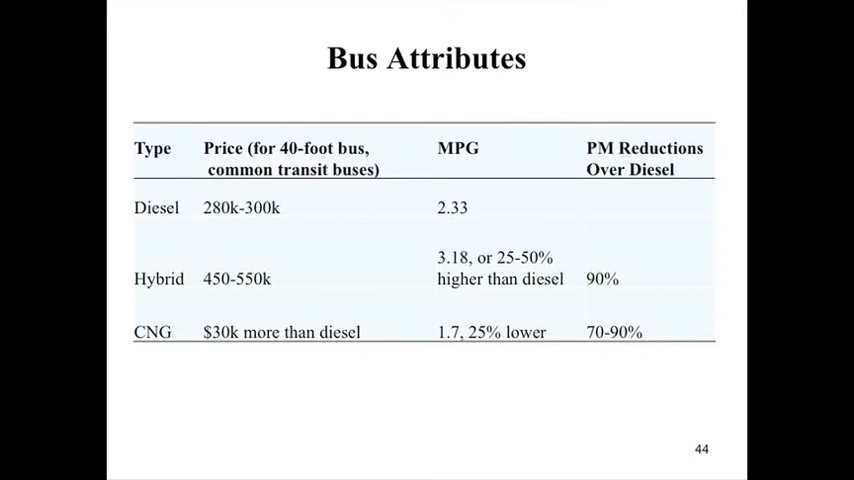 Bus Attributes
Type Price (for 40-foot bus, MPG PM Reductions
common transit buses) Over Diesel
Diesel 280k-300k 2.33
3.18, or 25-50%
Hybrid 450-550k higher than diesel 90%
CNG $30k more than diesel 1.7, 25% lower 70-90%
44